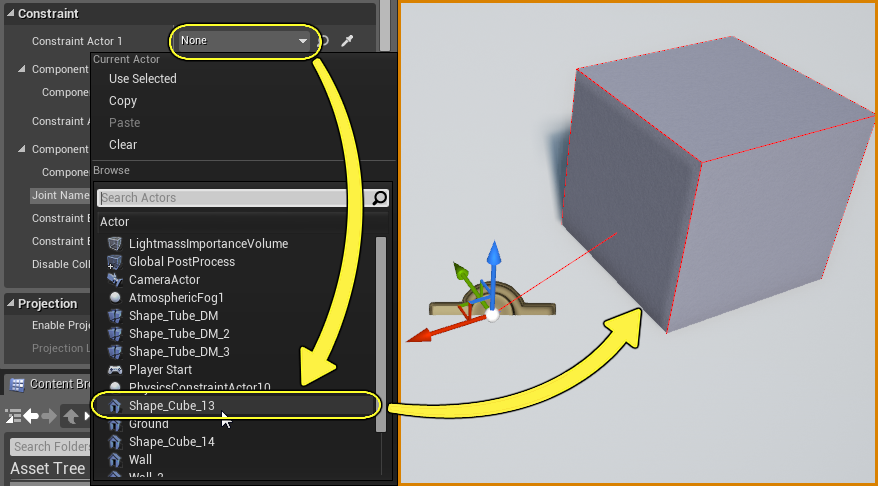 Constraint
Constraint Actor 1
None
Current Actor
Component
Use Selected
Compone
Copy
Constraint A
Paste
Component
Clear
Compone
Browse
Joint Name
Search Actors
Constraint B
Actor
Constraint B
LightmassImportanceVolume
Disable Coll
Global PostProcess
CameraActor
AtmosphericFog1
Projection
Shape_Tube_DM
Enable Proje
Shape_Tube_DM_2
Projection L
Shape_Tube_DM_3
Player Start
Content Bro
PhysicsConstraintActor10
Shape_Cube_13
Ground
Search Folders
Shape_Cube_14
Asset Tree
Wall
Wall_2